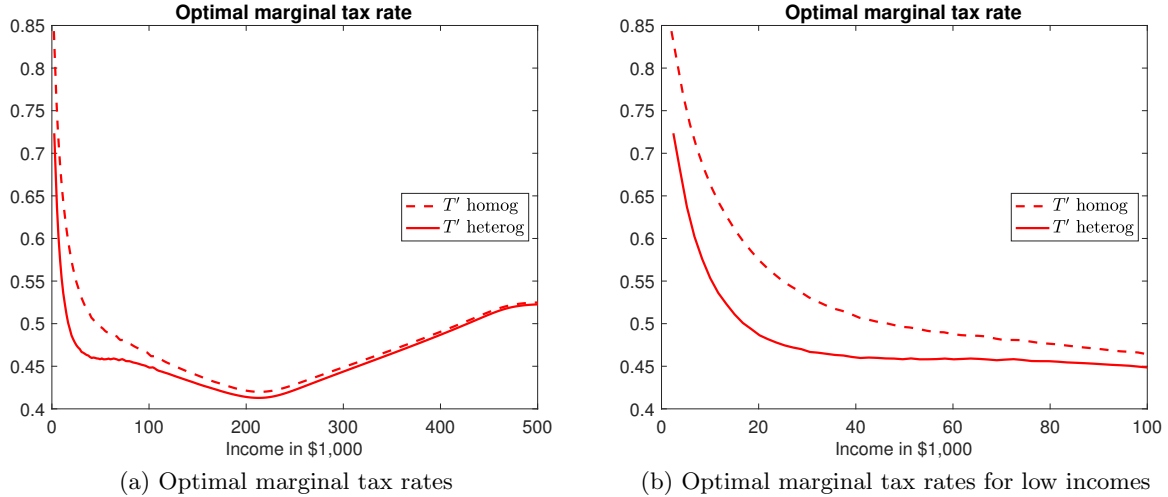 Optimal marginal tax rate
0.85
0.8
0.75
0.7
0.65
0.6
0.55
0.5
0.45
0.4
0 100 200 300 400 500
Income in $1,000
T′ homog
T′ heterog
(a) Optimal marginal tax rates
Optimal marginal tax rate
0.85
0.8
0.75
0.7
0.65
0.6
0.55
0.5
0.45
0.4
0 20 40 60 80 100
Income in $1,000
T′ homog
T′ heterog
(b) Optimal marginal tax rates for low incomes